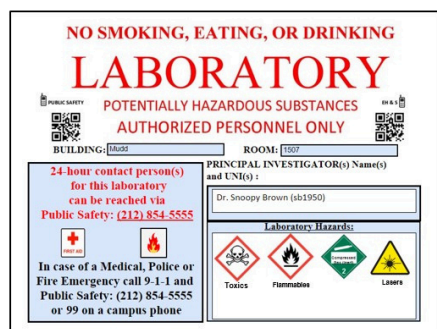 NO SMOKING, EATING, OR DRINKING
LABORATORY
PUBLIC SAFETY
EH & S
POTENTIALLY HAZARDOUS SUBSTANCES
AUTHORIZED PERSONNEL ONLY
BUILDING: Mudd
ROOM: 1507
24-hour contact person(s)
for this laboratory
can be reached via
Public Safety: (212) 854-5555
FIRST AID
In case of a Medical, Police or
Fire Emergency call 9-1-1 and
Public Safety: (212) 854-5555
or 99 on a campus phone
PRINCIPAL INVESTIGATOR(s) Name(s)
and UNI(s) :
Dr. Snoopy Brown (sb1950)
Laboratory Hazards:
2
Toxics
Flammables
Lasers